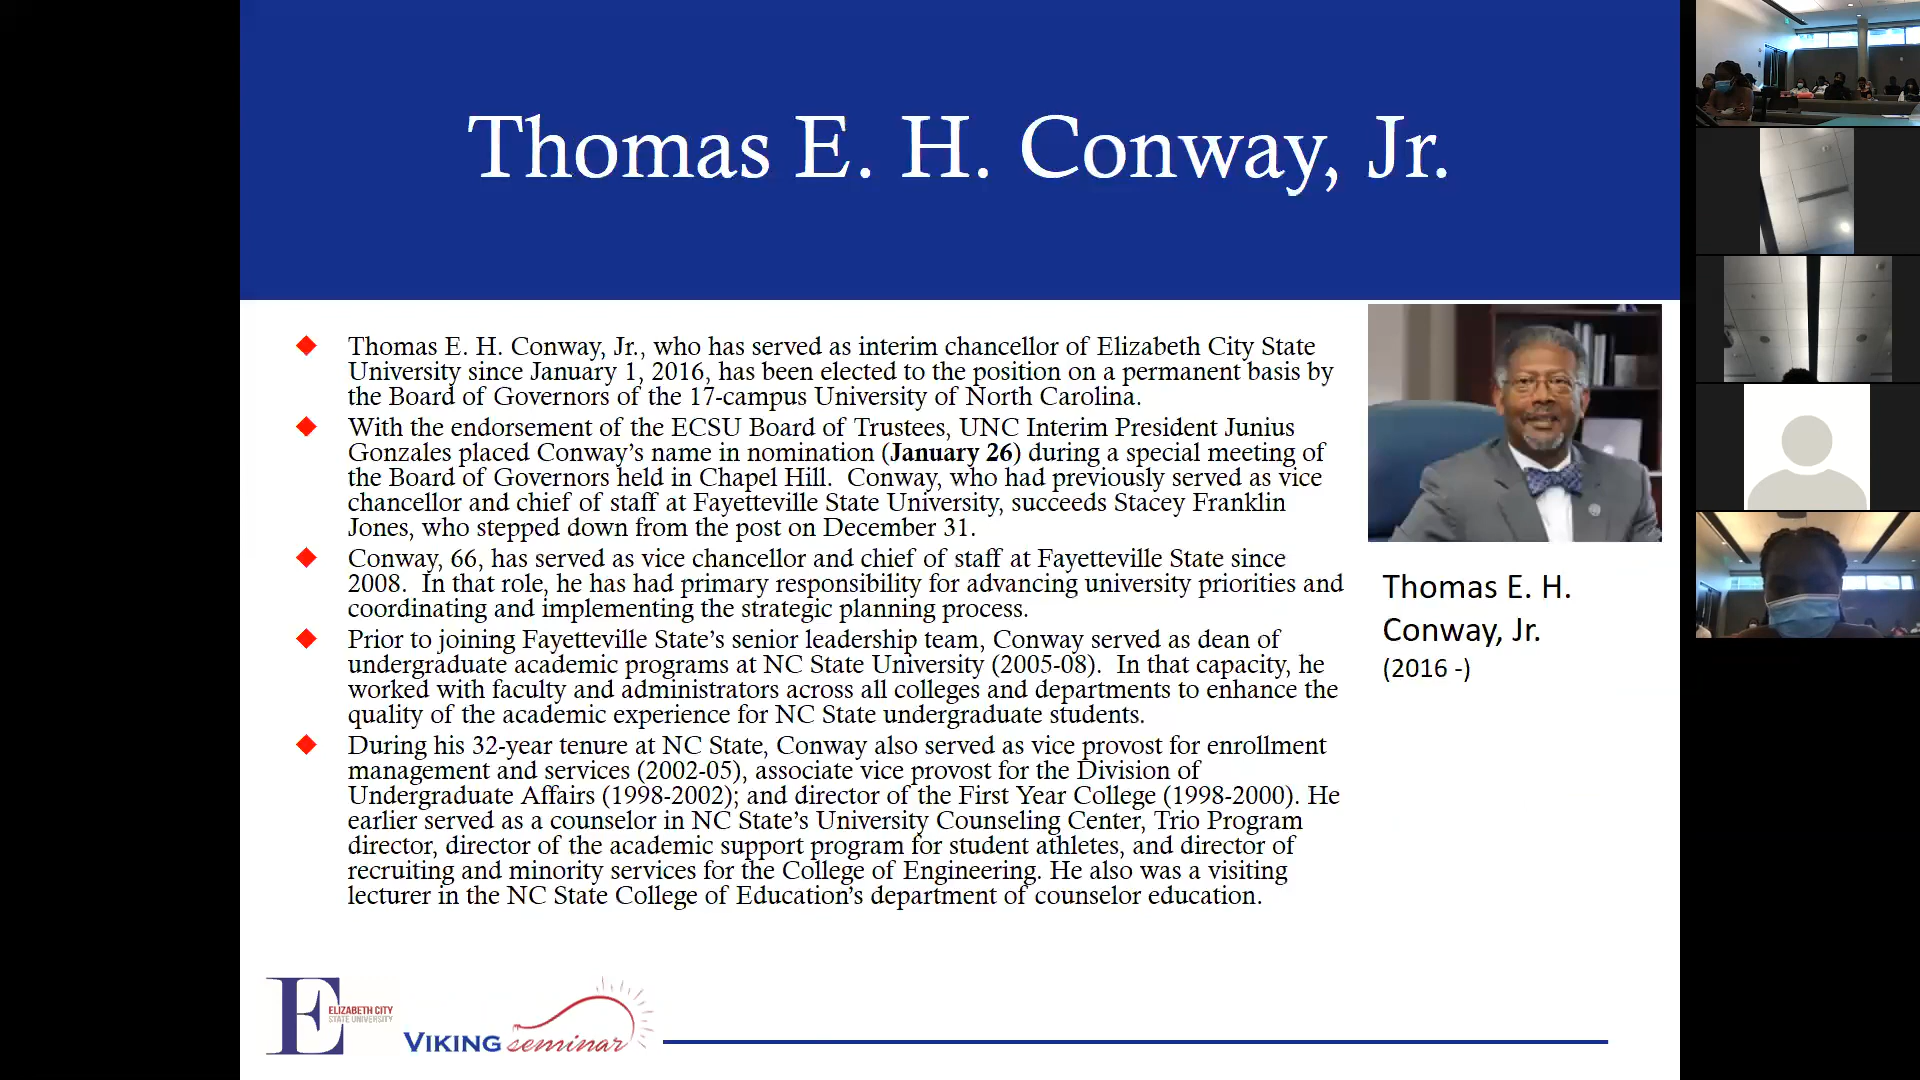 Thomas E. H. Conway, Jr.
Thomas E. H. Conway, Jr., who has served as interim chancellor of Elizabeth City State
University since January 1, 2016, has been elected to the position on a permanent basis by
the Board of Governors of the 17-campus University of North Carolina.
With the endorsement of the ECSU Board of Trustees, UNC Interim President Junius
Gonzales placed Conway’s name in nomination (January 26) during a special meeting of
the Board of Governors held in Chapel Hill. Conway, who had previously served as vice
chancellor and chief of staff at Fayetteville State University, succeeds Stacey Franklin
Jones, who stepped down from the post on December 31.
Conway, 66, has served as vice chancellor and chief of staff at Fayetteville State since
2008. In that role, he has had primary responsibility for advancing university priorities and
coordinating and implementing the strategic planning process.
Prior to joining Fayetteville State’s senior leadership team, Conway served as dean of
undergraduate academic programs at NC State University (2005-08). In that capacity, he
worked with faculty and administrators across all colleges and departments to enhance the
quality of the academic experience for NC State undergraduate students.
During his 32-year tenure at NC State, Conway also served as vice provost for enrollment
management and services (2002-05), associate vice provost for the Division of
Undergraduate Affairs (1998-2002); and director of the First Year College (1998-2000). He
earlier served as a counselor in NC State’s University Counseling Center, Trio Program
director, director of the academic support program for student athletes, and director of
recruiting and minority services for the College of Engineering. He also was a visiting
lecturer in the NC State College of Education’s department of counselor education.
Thomas E. H.
Conway, Jr.
(2016 -)
E
ELIZABETH CITY
STATE UNIVERSITY
VIKING seminar